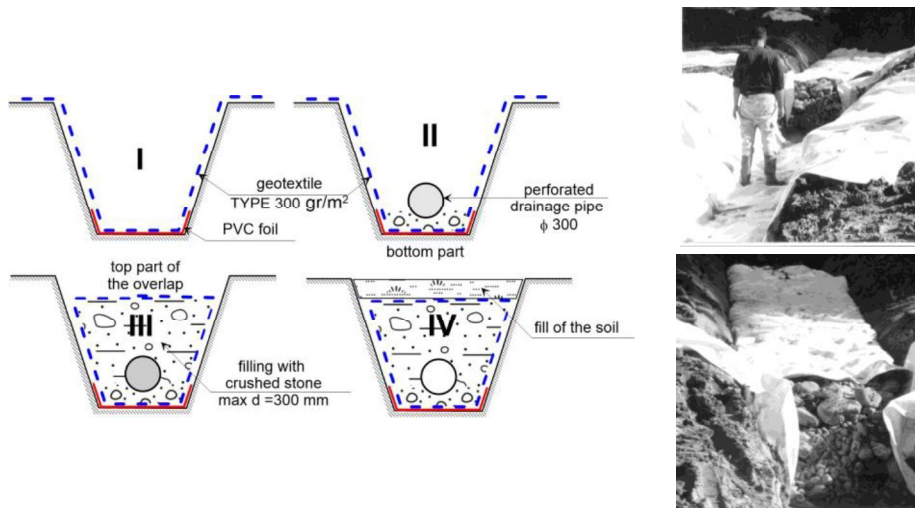 I
II
geotextile
TYPE 300 gr/m²
PVC foil
perforated
drainage pipe
ϕ 300
bottom part
top part of
the overlap
III
IV
filling with
crushed stone
max d =300 mm
fill of the soil